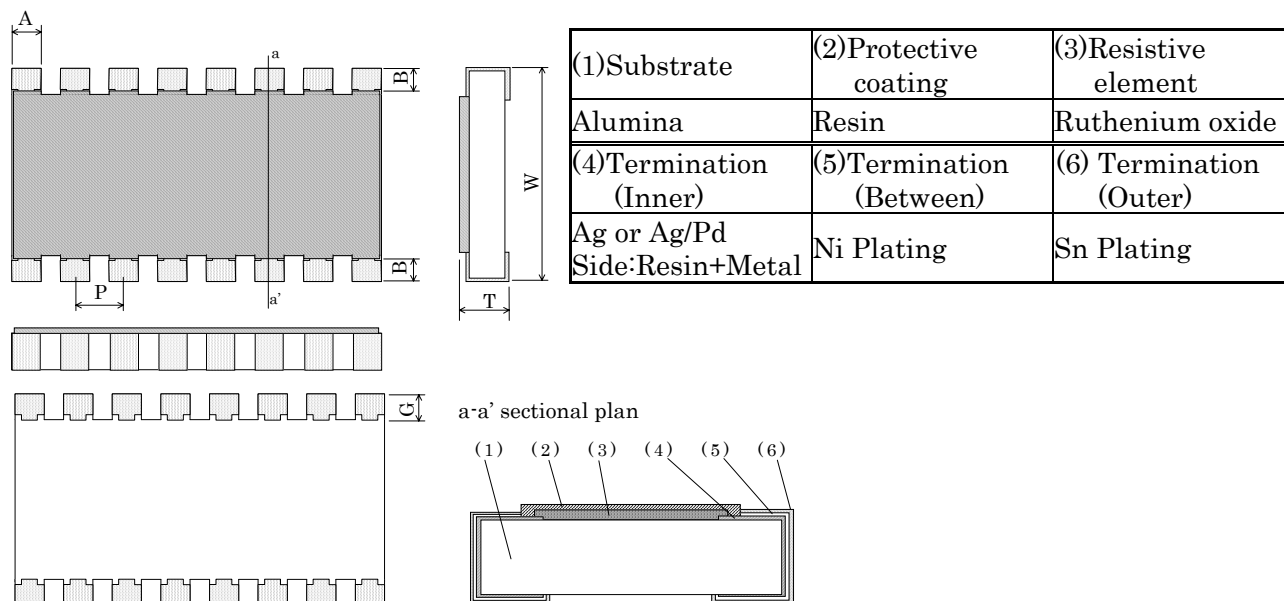 A
a
B
B
P
a'
W
T
(1)Substrate
(2)Protective
coating
(3)Resistive
element
Alumina
Resin
Ruthenium oxide
(4)Termination
(Inner)
(5)Termination
(Between)
(6) Termination
(Outer)
Ag or Ag/Pd
Side:Resin+Metal
Ni Plating
Sn Plating
G
a-a' sectional plan
(1) (2) (3) (4) (5) (6)